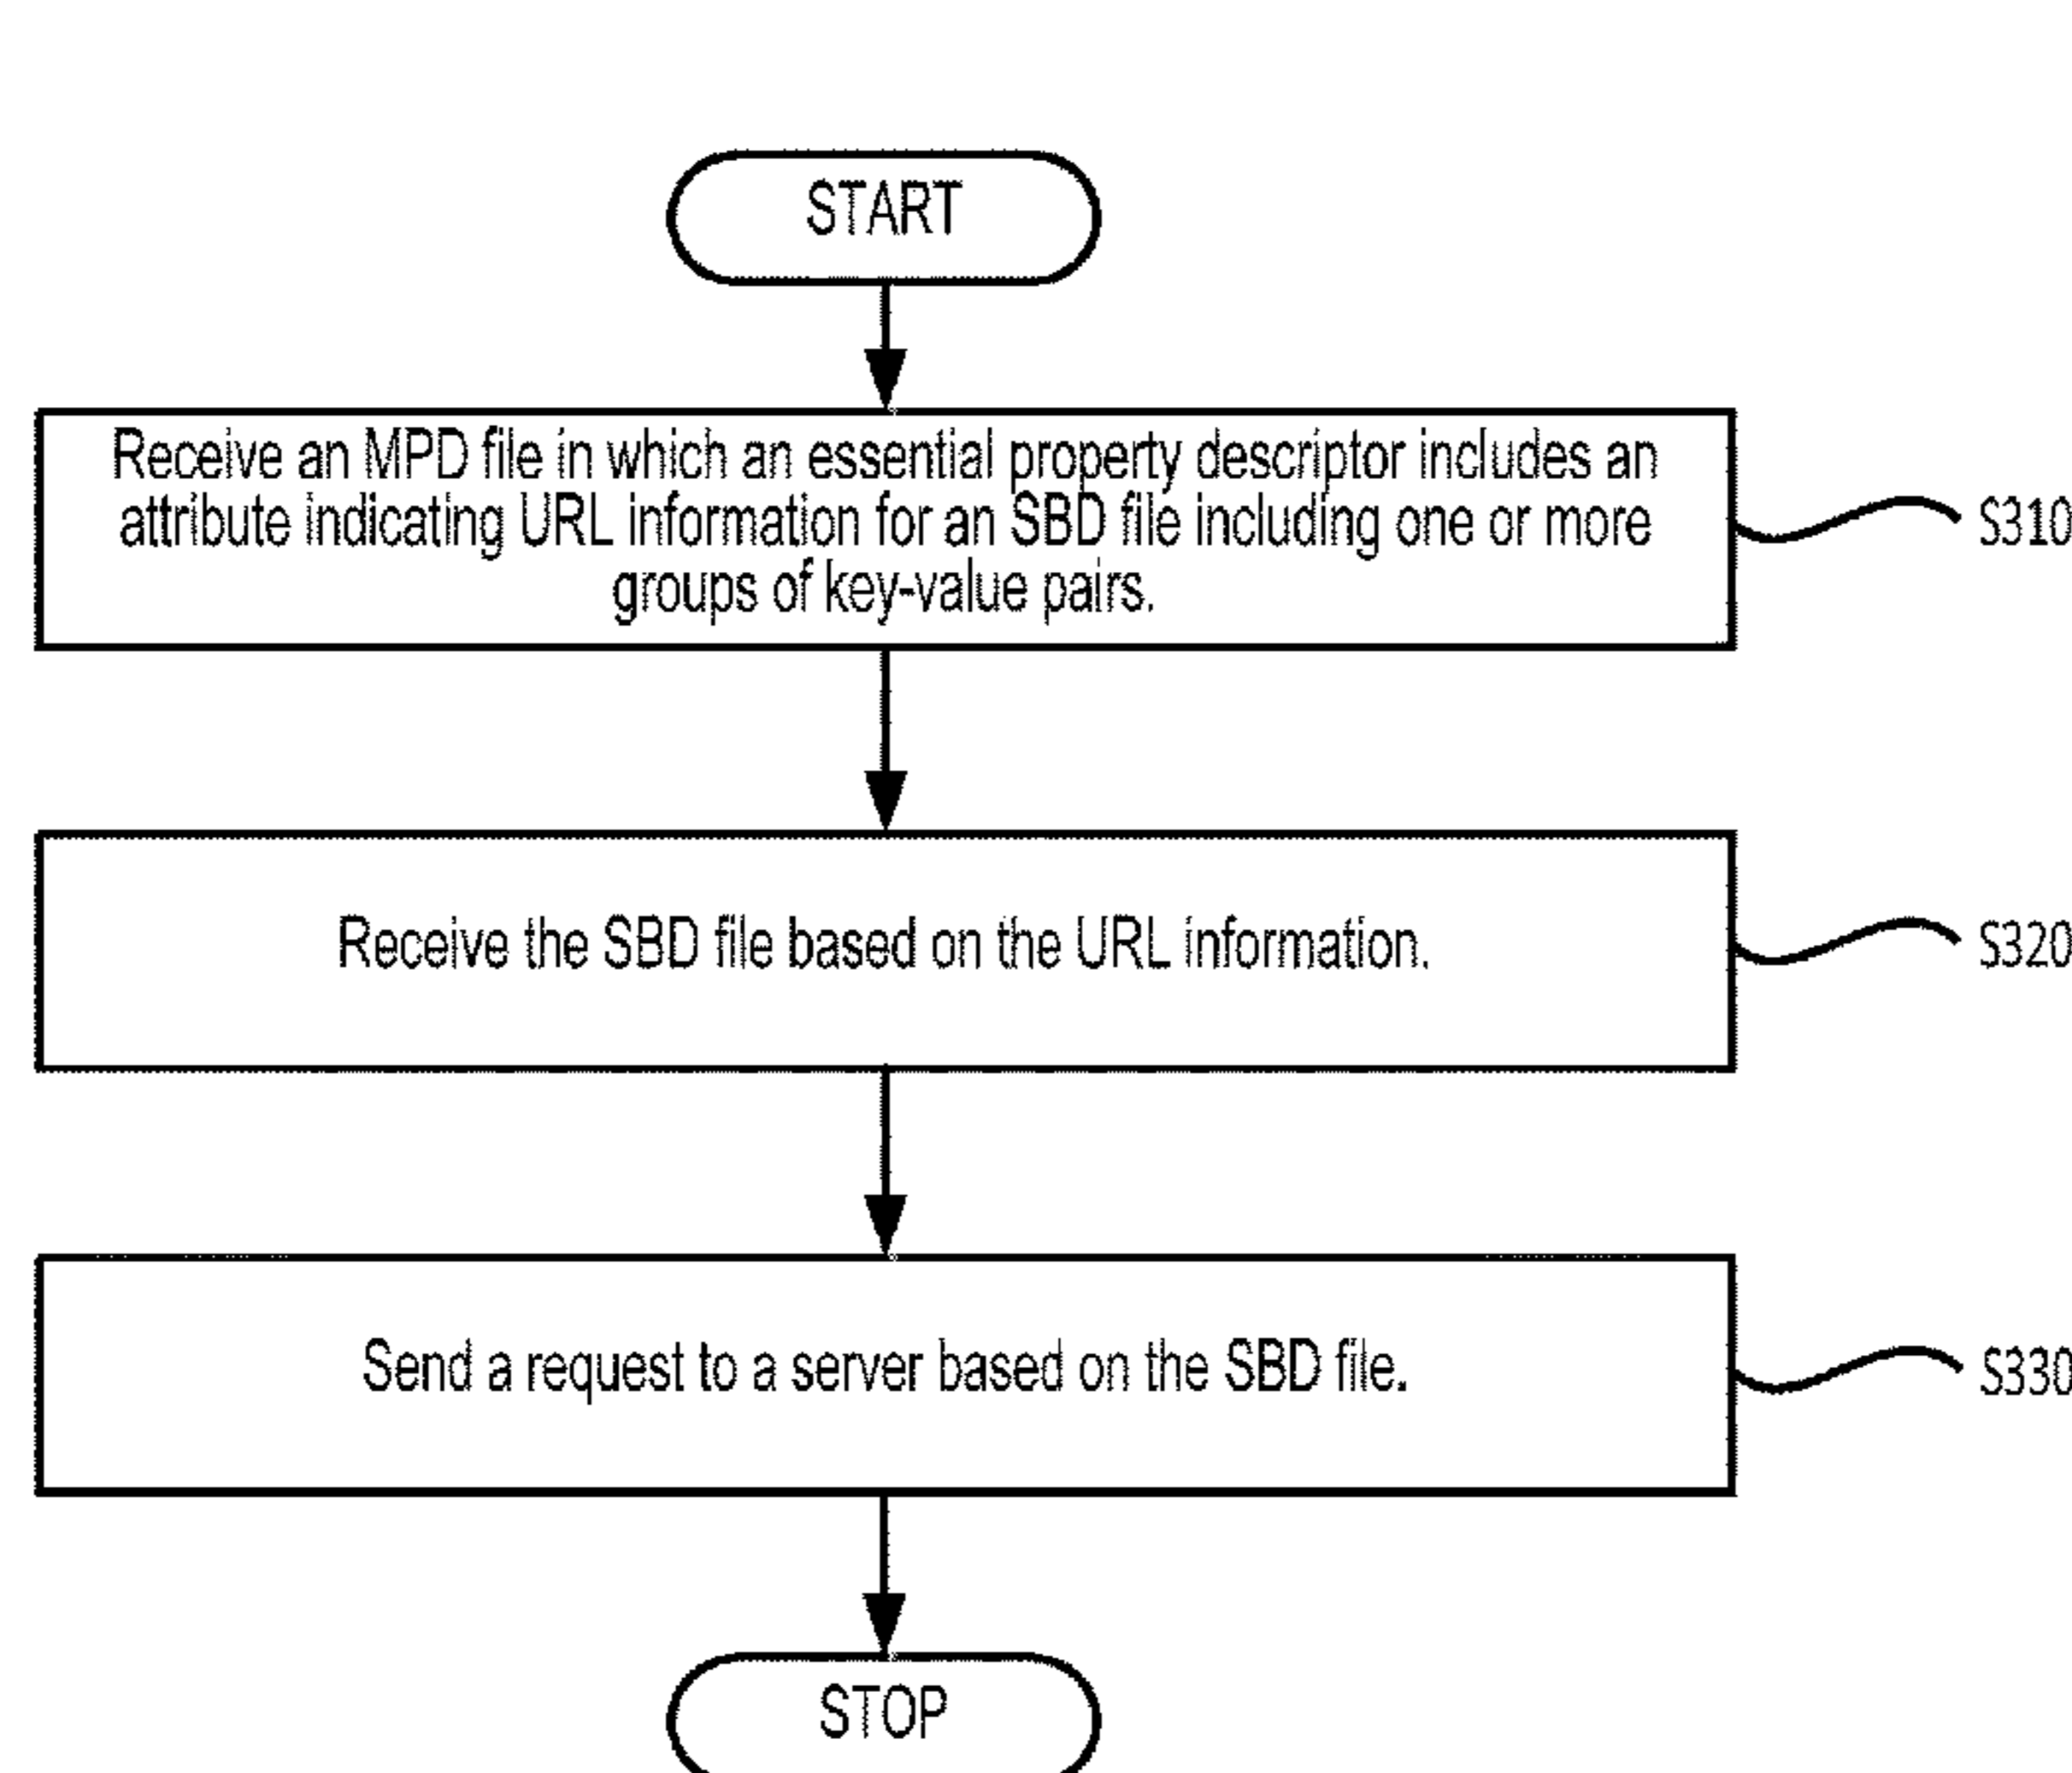 START
Receive an MPD file in which an essential property descriptor includes an
attribute indicating URL information for an SBD file including one or more
groups of key-value pairs.
S310
Receive the SBD file based on the URL information.
S320
Send a request to a server based on the SBD file.
S330
STOP